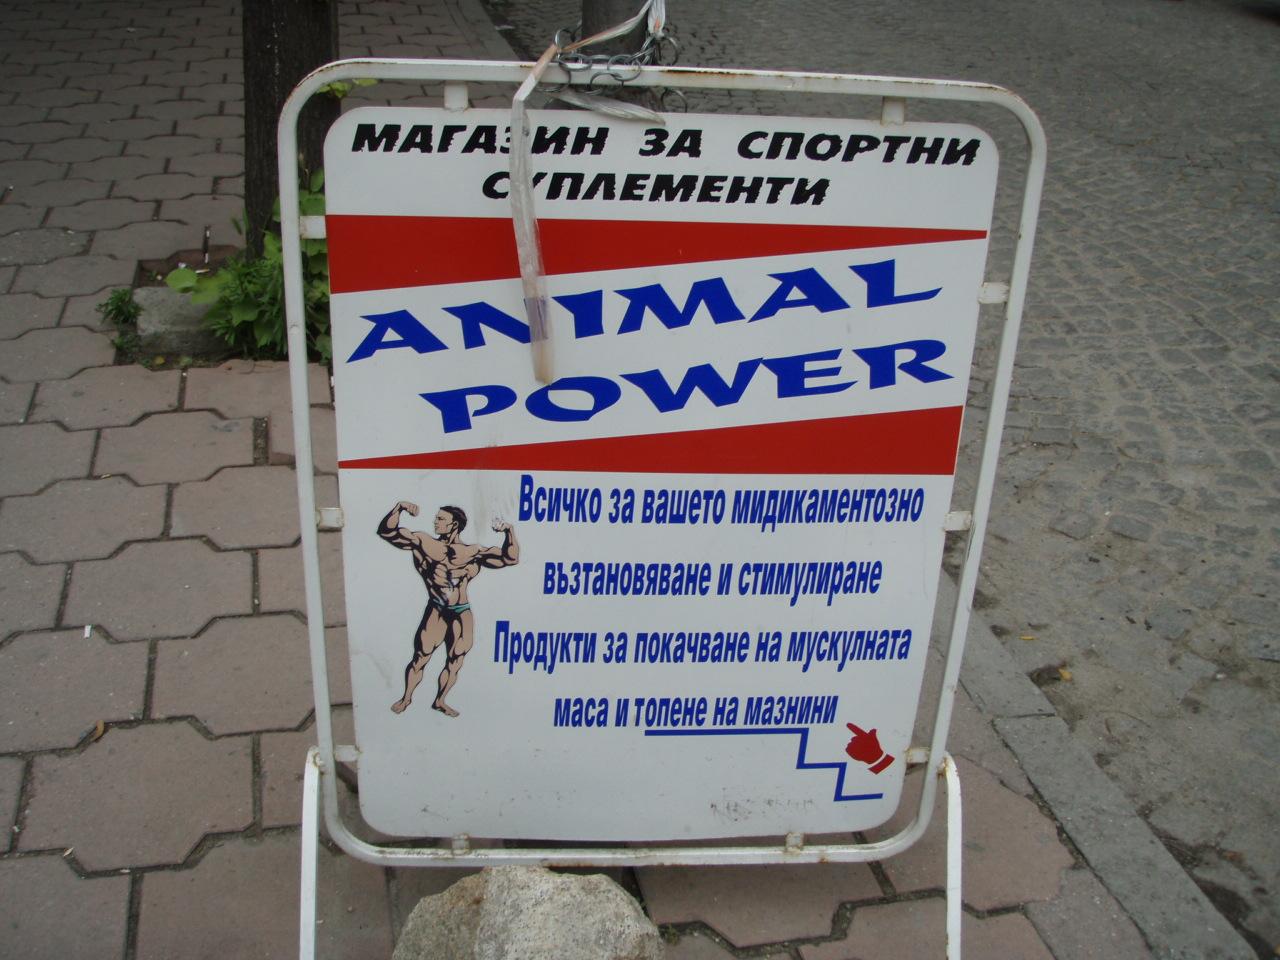 МАГАЗИН ЗА СПОРТНИ
СУПЛЕМЕНТИ
ANIMAL
POWER
Всичко за вашето мидикаментозно
възтановяване и стимулиране
Продукти за покачване на мускулната
маса и топене на мазнини